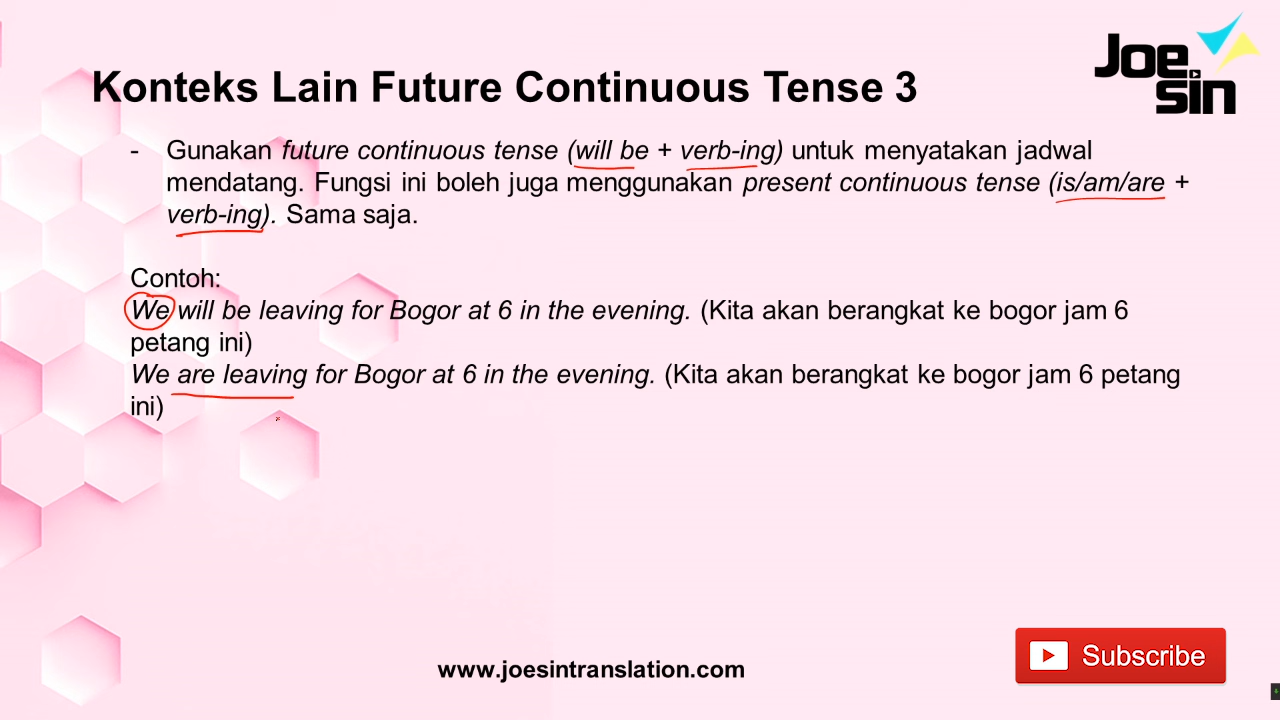 Joe
sin
Konteks Lain Future Continuous Tense 3
- Gunakan future continuous tense (will be + verb-ing) untuk menyatakan jadwal
mendatang. Fungsi ini boleh juga menggunakan present continuous tense (is/am/are +
verb-ing). Sama saja.
Contoh:
We will be leaving for Bogor at 6 in the evening. (Kita akan berangkat ke bogor jam 6
petang ini)
We are leaving for Bogor at 6 in the evening. (Kita akan berangkat ke bogor jam 6 petang
ini)
www.joesintranslation.com
Subscribe